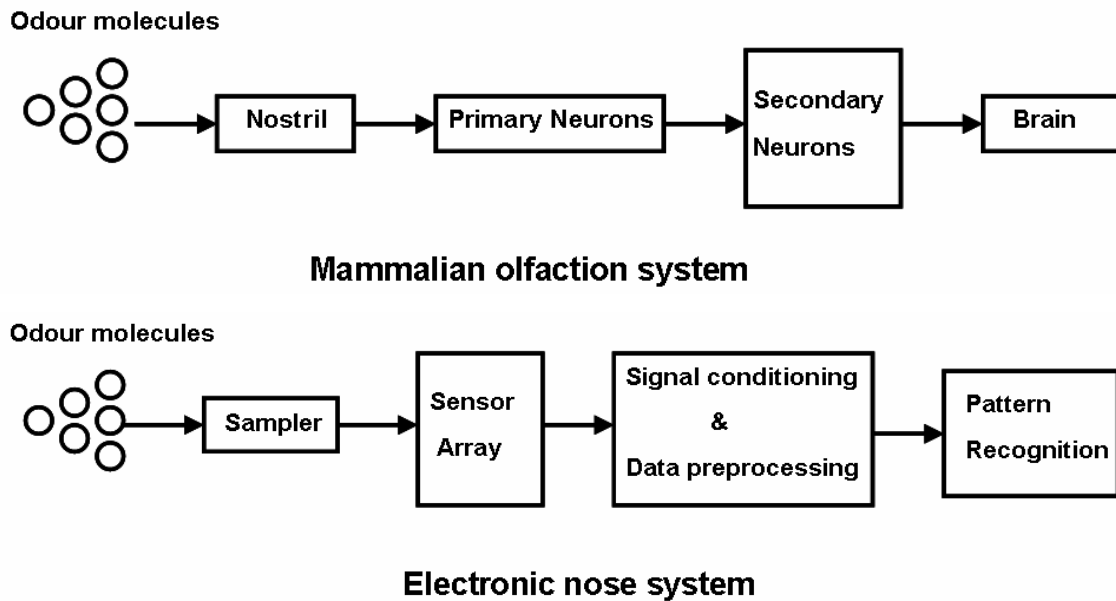 Odour molecules
Nostril
Primary Neurons
Secondary
Neurons
Brain
Mammalian olfaction system
Odour molecules
Sampler
Sensor
Array
Signal conditioning
&
Data preprocessing
Pattern
Recognition
Electronic nose system